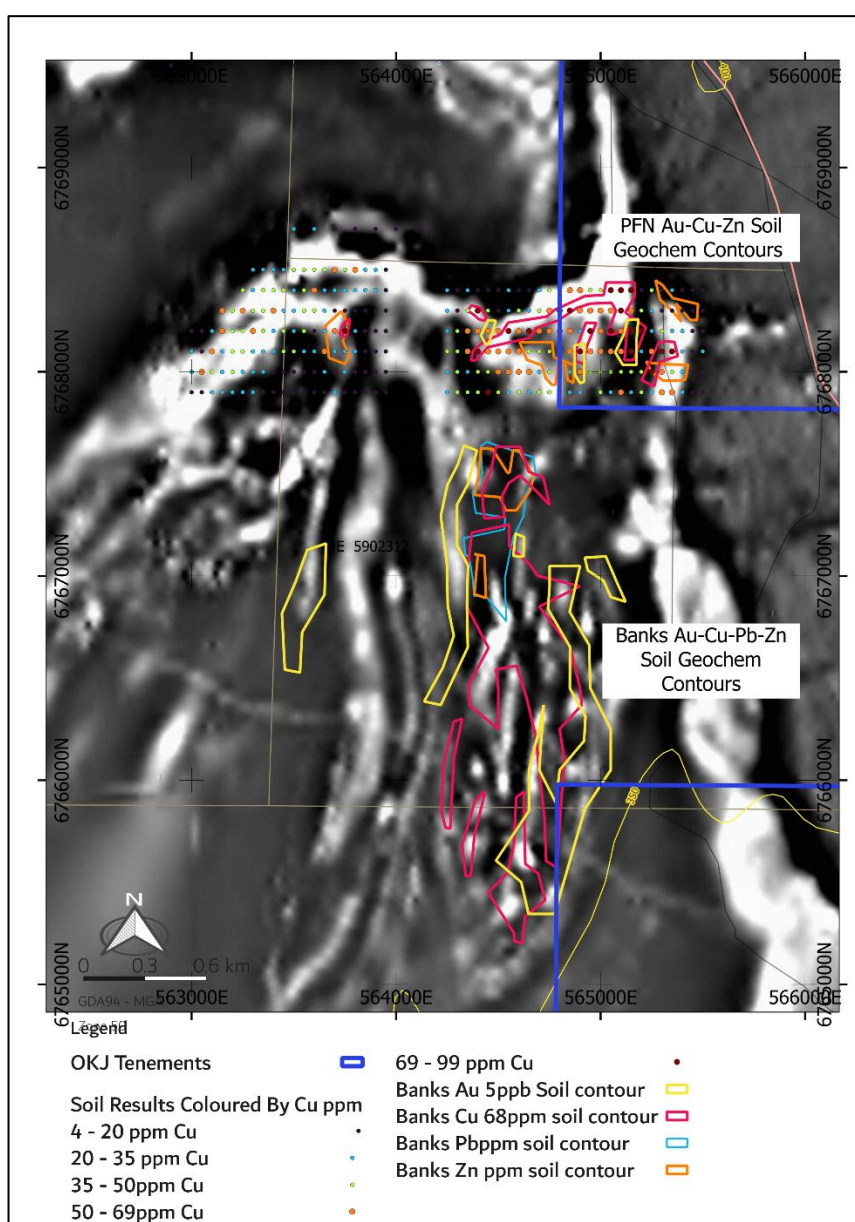 563000E
564000E
565000E
566000E
400
6769000N
6769000N
PFN Au-Cu-Zn Soil
Geochem Contours
6768000N
6768000N
E 5902312
6767000N
6767000N
Banks Au-Cu-Pb-Zn
Soil Geochem
Contours
6766000N
6766000N
350
N
0 0.3 0.6 km
6765000N
6765000N
GDA94 - MGA
563000E
564000E
565000E
566000E
Legend
OKJ Tenements
Soil Results Coloured By Cu ppm
4 - 20 ppm Cu
20 - 35 ppm Cu
35 - 50ppm Cu
50 - 69ppm Cu
69 - 99 ppm Cu
Banks Au 5ppb Soil contour
Banks Cu 68ppm soil contour
Banks Pbppm soil contour
Banks Zn ppm soil contour